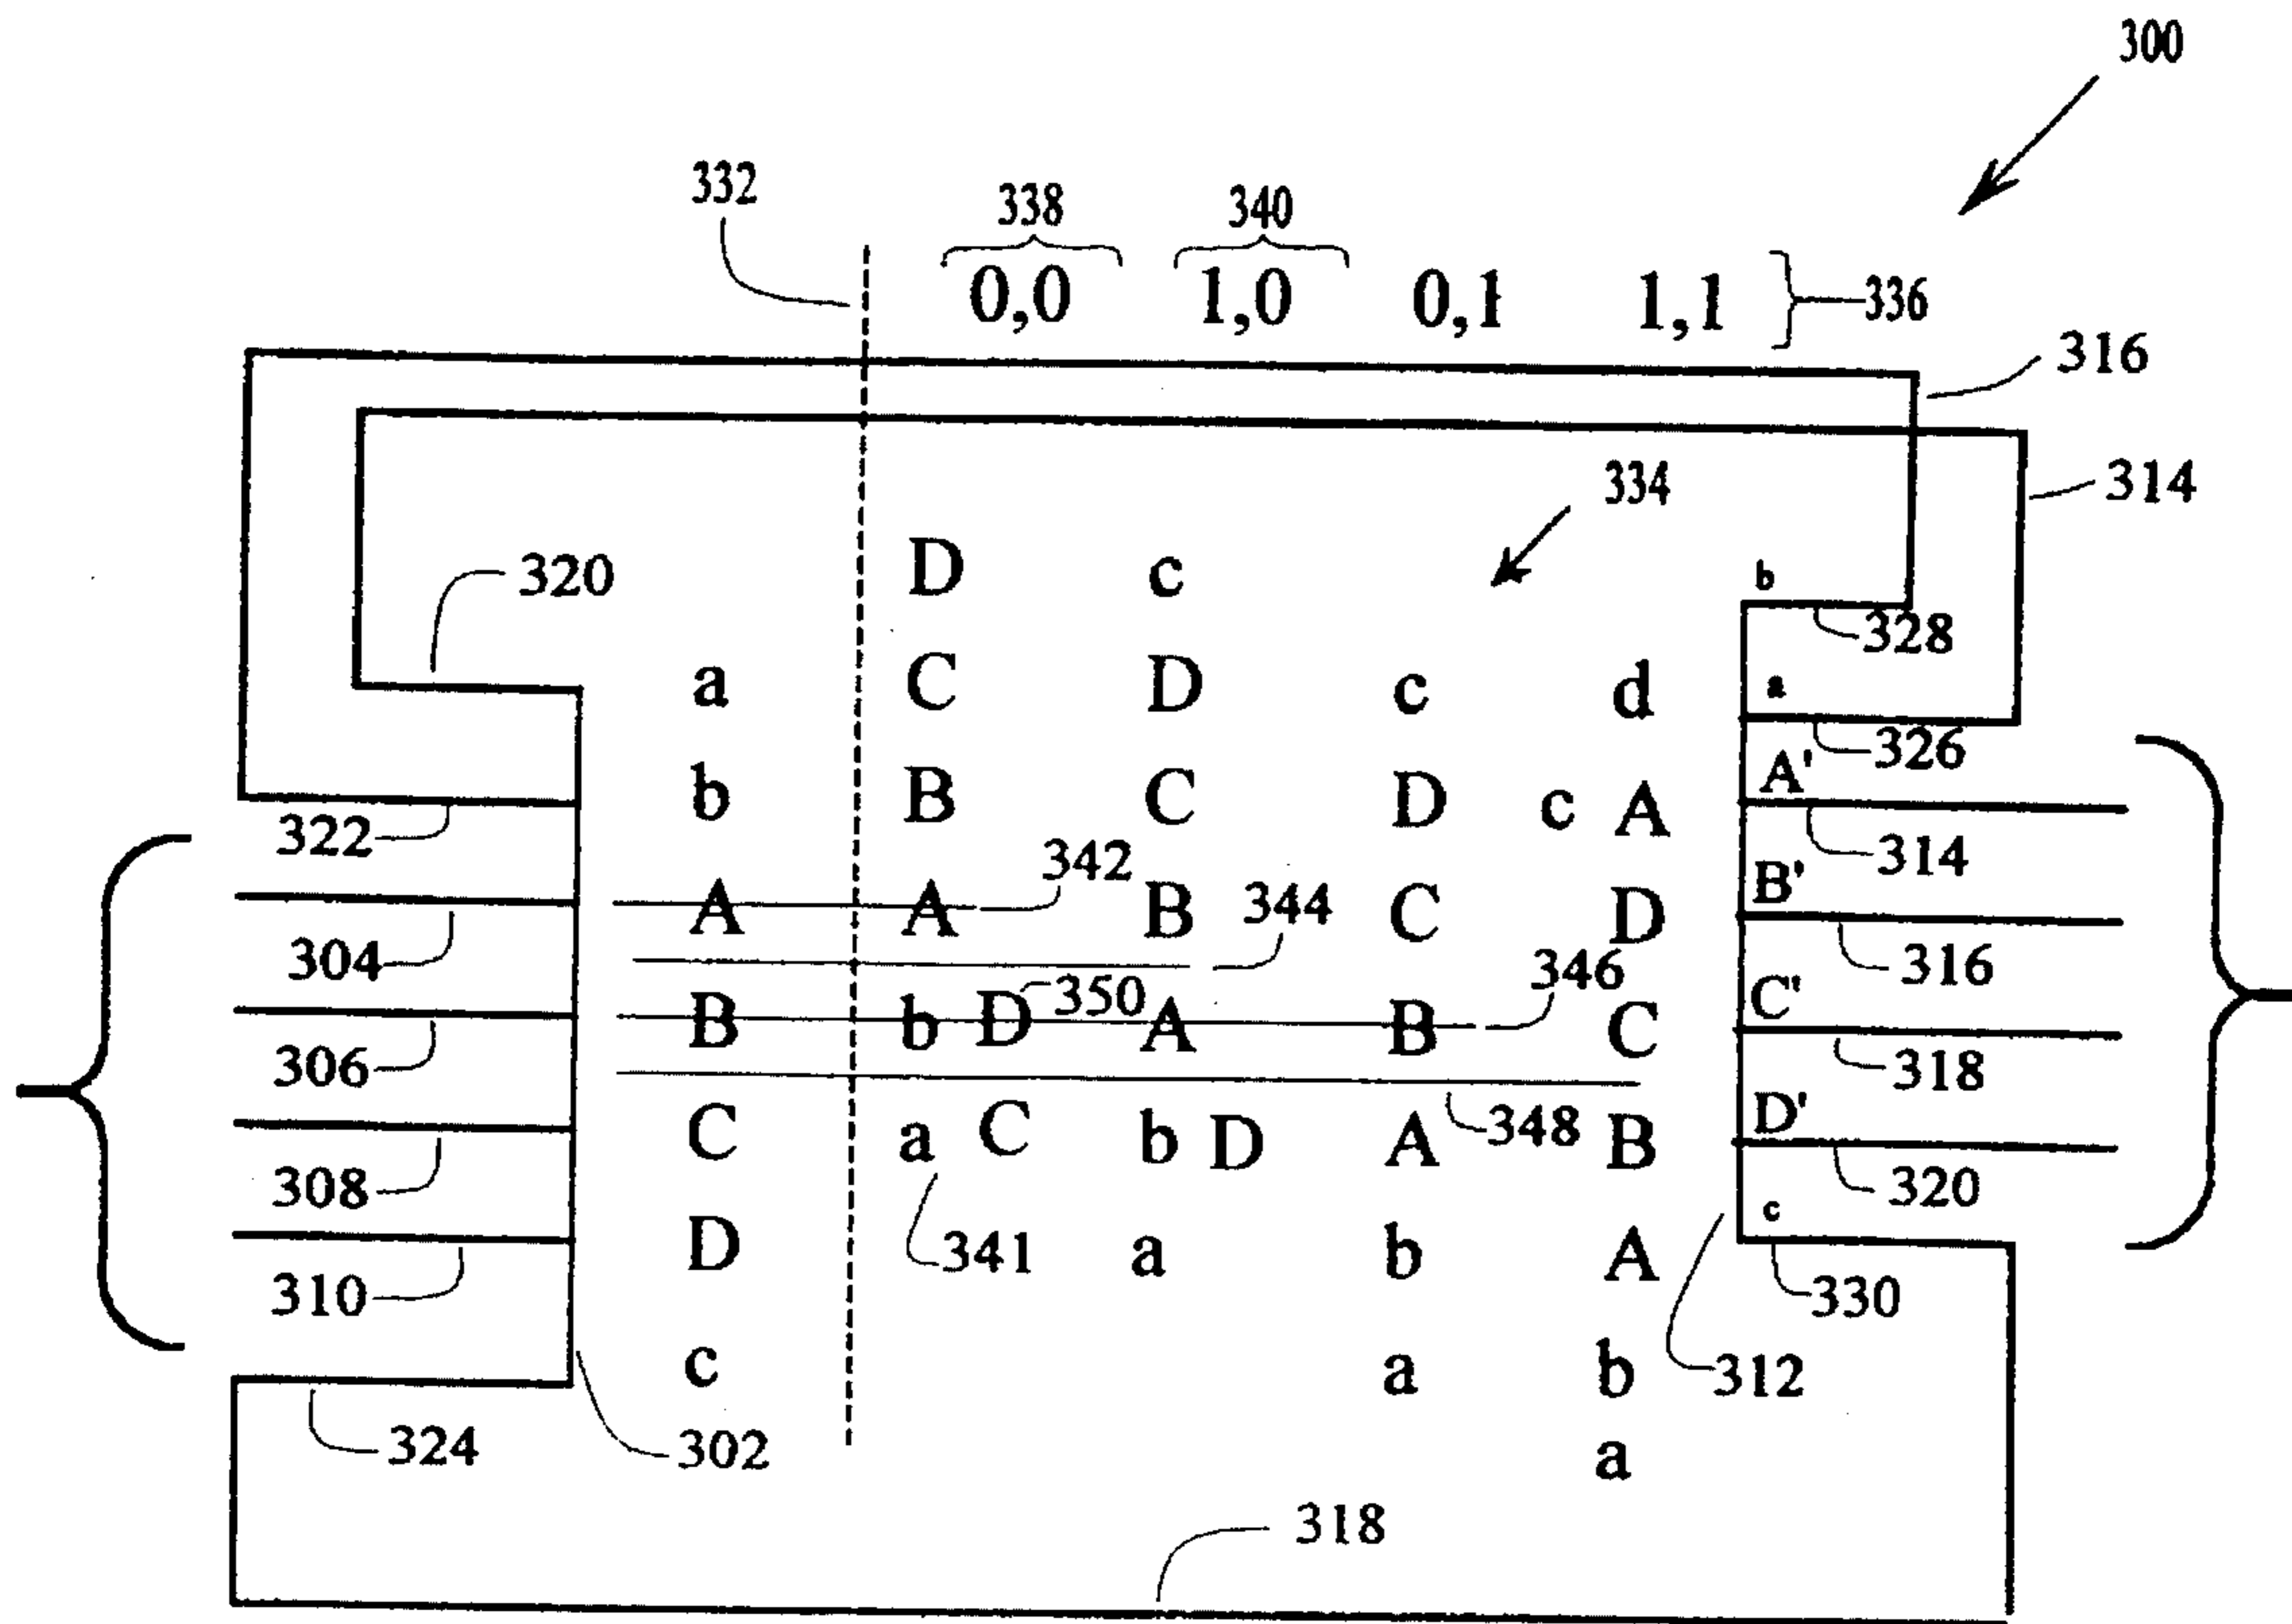 300
332 338 340
0,0 1,0 0,1 1,1 336
316
334 314
320 D c b
328
a C D c d a
326
b B C D c A A'
322 342 314
A A B C D B'
304 344 346 316
B b D 350 A B C C'
306 318
C a C b D A 348 B D'
308 320
D 341 a b A c
310 330
c a b 312
324 302 a
318